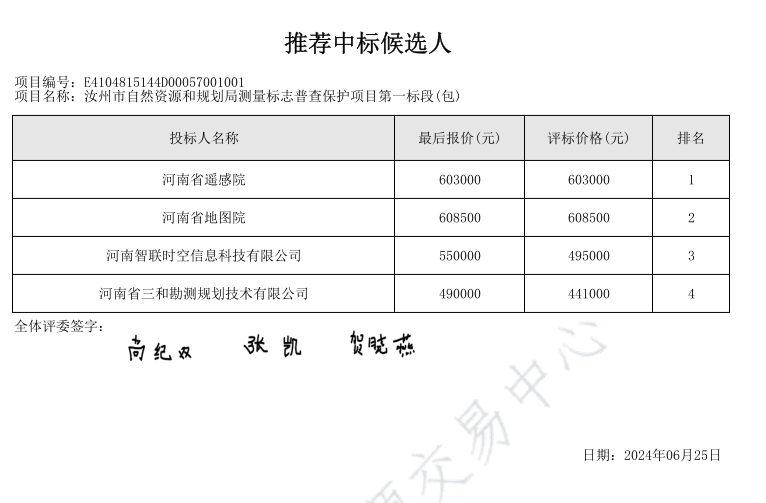 推荐中标候选人
项目编号: E4104815144D00057001001
项目名称: 汝州市自然资源和规划局测量标志普查保护项目第一标段(包)
投标人名称 最后报价(元) 评标价格(元) 排名
河南省遥感院 603000 603000 1
河南省地图院 608500 608500 2
河南智联时空信息科技有限公司 550000 495000 3
河南省三和勘测规划技术有限公司 490000 441000 4
全体评委签字:
尚纪双 张凯 贺晓燕
源交易中心
日期: 2024年06月25日